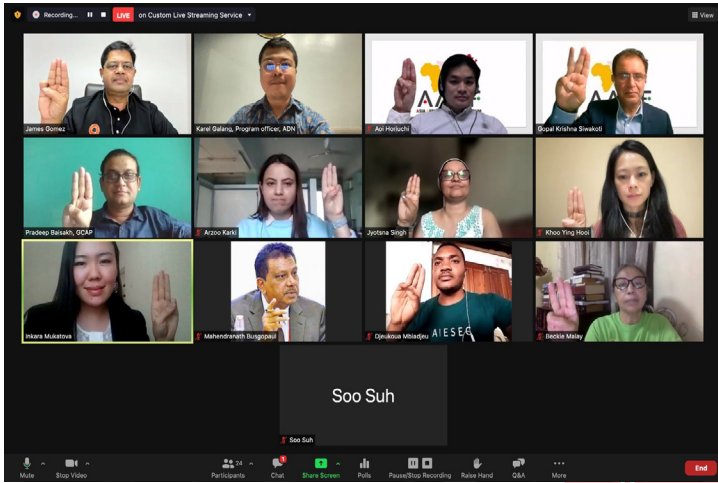 Recording...
LIVE
on Custom Live Streaming Service
View
James Gomez
Karel Galang, Program officer, ADN
Aoi Horiuchi
Gopal Krishna Siwakoti
Pradeep Baisakh, GCAP
Arzoo Karki
Jyotsna Singh
Khoo Ying Hooi
Inkara Mukatova
Mahendranath Busgopaul
AIESEC
Djeukoua Mbiadjeu
Beckie Malay
Soo Suh
Soo Suh
Mute
Stop Video
74
Participants
1
Chat
Share Screen
Polls
Pause/Stop Recording
Raise Hand
Q&A
More
End